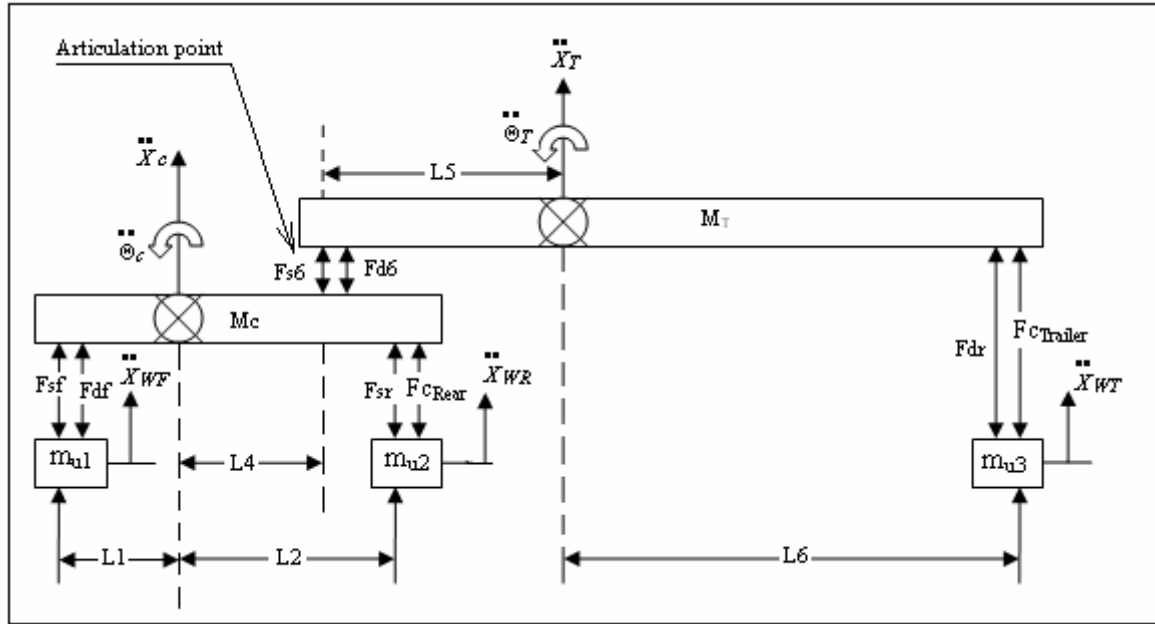 Articulation point
Ẍ_T
Θ̈_T
Ẍ_c
L5
Θ̈_c
M_T
Fs6 Fd6
Mc
Fdr
Fc_Trailer
Fsf Fdf
Ẍ_WF
Fsr Fc_Rear
Ẍ_WR
Ẍ_WT
m_u1
L4
m_u2
m_u3
L1
L2
L6